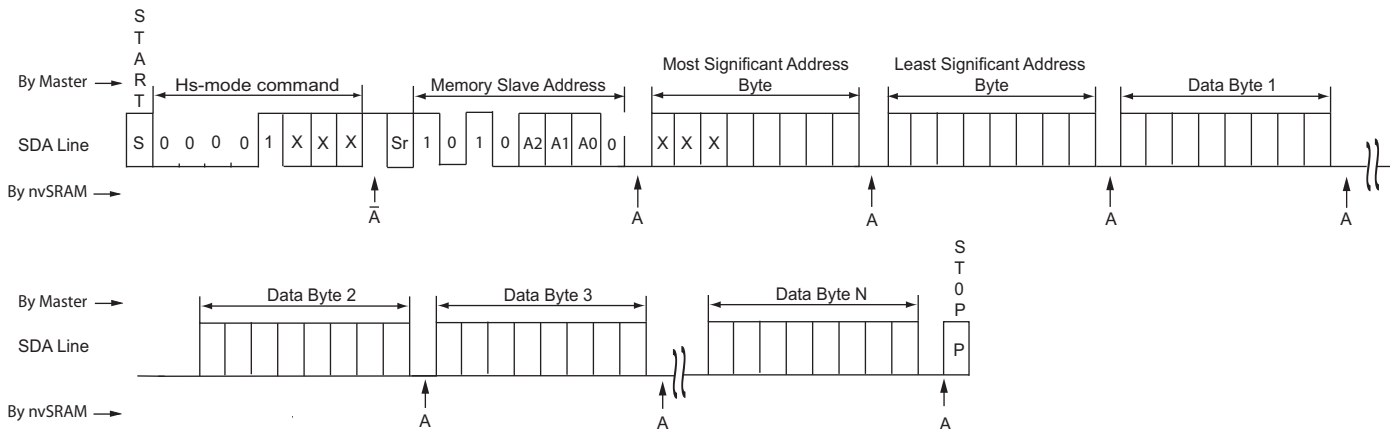 START
Hs-mode command
Memory Slave Address
Most Significant Address
Byte
Least Significant Address
Byte
Data Byte 1
By Master
SDA Line
S 0 0 0 0 1 X X X Sr 1 0 1 0 A2 A1 A0 0 X X X
By nvSRAM
A̅ A A A A
ST0P
By Master
Data Byte 2
Data Byte 3
Data Byte N
SDA Line
P
By nvSRAM
A A A